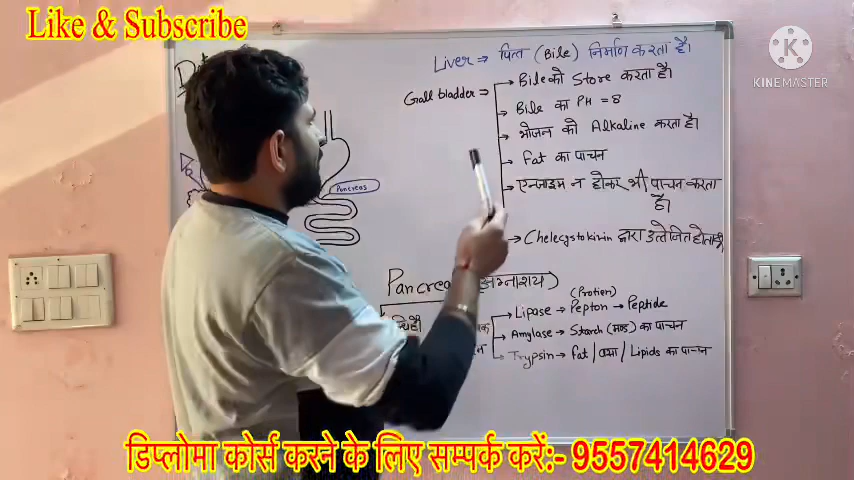 Like & Subscribe
KINEMASTER
Liver ⇒ पित्त (Bile) निर्माण करता है।
Gall bladder ⇒ Bile को Store करता है।
Bile का PH = 8
भोजन को Alkaline करता है।
Fat का पाचन
एन्जाइम न होकर भी पाचन करता है।
Chelecystokinin द्वारा उत्तेजित होता है
Pancreas
Pancrea अग्नाशय)
(Protien)
Lipase → Pepton → Peptide
Amylase → Starch (मण्ड) का पाचन
Trypsin → fat / वसा / Lipids का पाचन
डिप्लोमा कोर्स करने के लिए सम्पर्क करें:- 9557414629